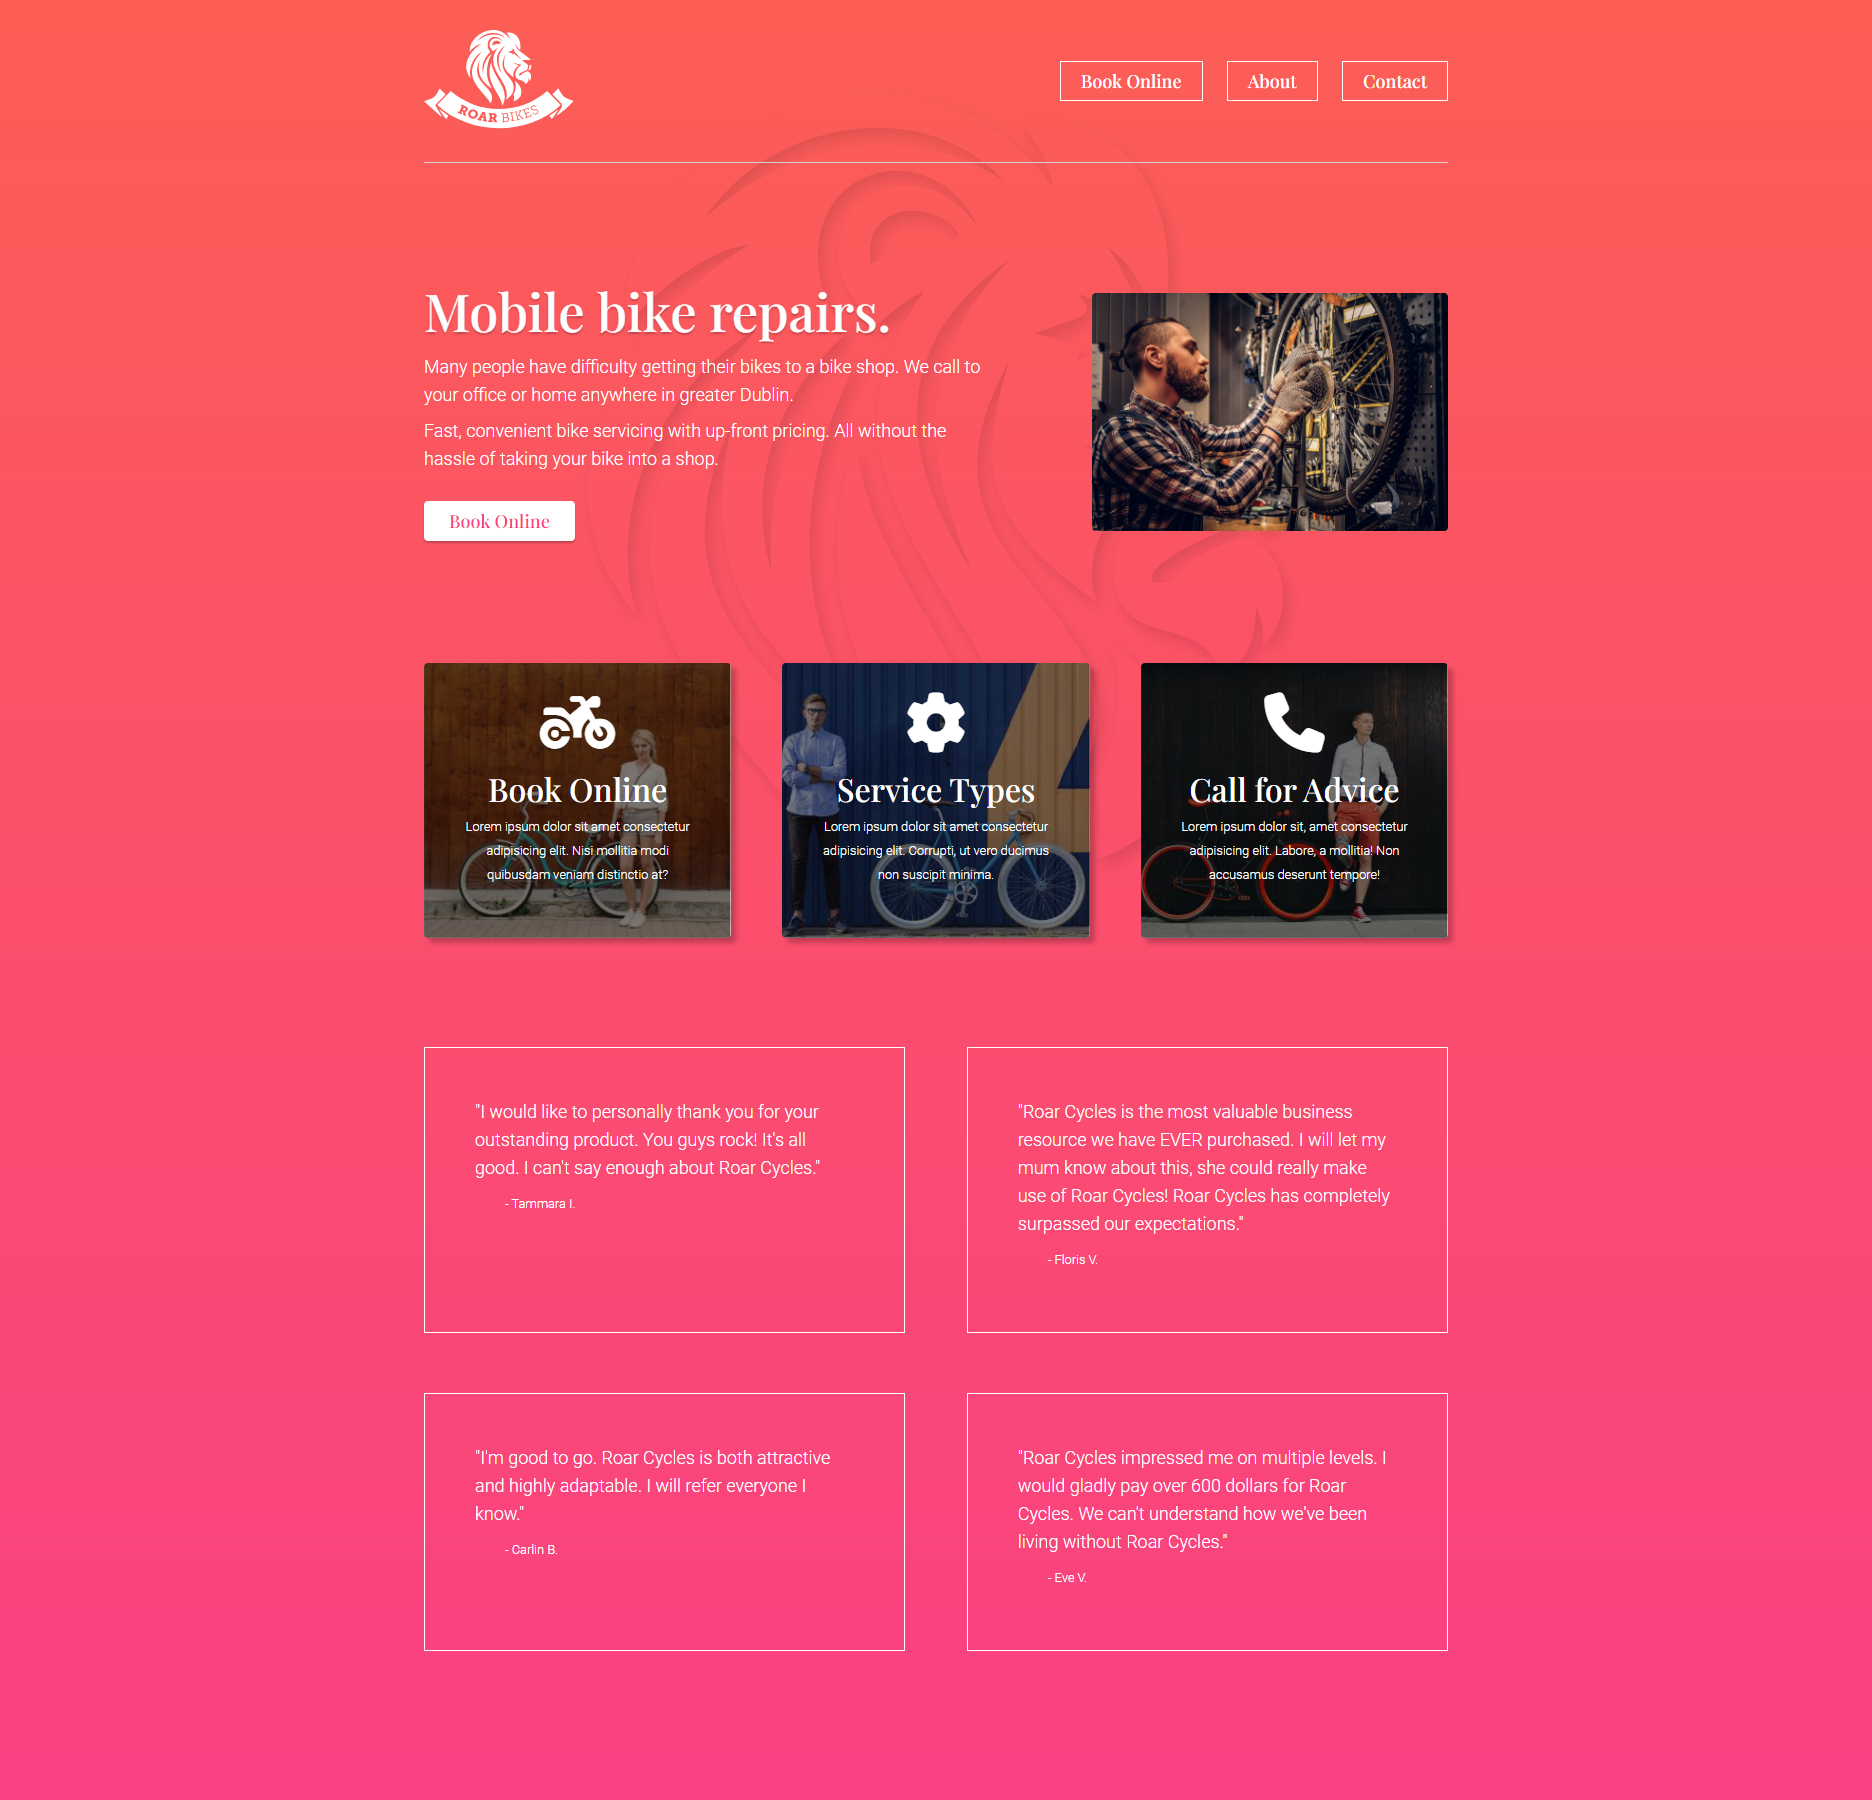 ROAR BIKES
Book Online
About
Contact
Mobile bike repairs.
Many people have difficulty getting their bikes to a bike shop. We call to
your office or home anywhere in greater Dublin.
Fast, convenient bike servicing with up-front pricing. All without the
hassle of taking your bike into a shop.
Book Online
Book Online
Lorem ipsum dolor sit amet consectetur
adipisicing elit. Nisi mollitia modi
quibusdam veniam distinctio at?
Service Types
Lorem ipsum dolor sit amet consectetur
adipisicing elit. Corrupti, ut vero ducimus
non suscipit minima.
Call for Advice
Lorem ipsum dolor sit, amet consectetur
adipisicing elit. Labore, a mollitia! Non
accusamus deserunt tempore!
"I would like to personally thank you for your
outstanding product. You guys rock! It's all
good. I can't say enough about Roar Cycles."
- Tammara I.
"Roar Cycles is the most valuable business
resource we have EVER purchased. I will let my
mum know about this, she could really make
use of Roar Cycles! Roar Cycles has completely
surpassed our expectations."
- Floris V.
"I'm good to go. Roar Cycles is both attractive
and highly adaptable. I will refer everyone I
know."
- Carlin B.
"Roar Cycles impressed me on multiple levels. I
would gladly pay over 600 dollars for Roar
Cycles. We can't understand how we've been
living without Roar Cycles."
- Eve V.